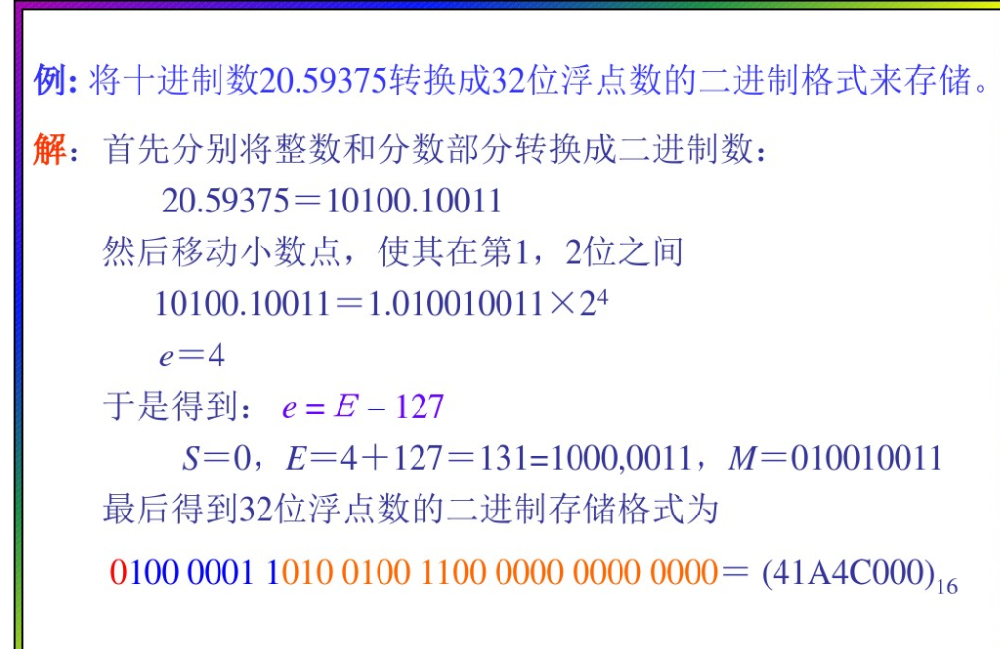 例: 将十进制数20.59375转换成32位浮点数的二进制格式来存储。
解：首先分别将整数和分数部分转换成二进制数：
20.59375＝10100.10011
然后移动小数点，使其在第1，2位之间
10100.10011＝1.010010011×2⁴
e＝4
于是得到： e = E – 127
S＝0，E＝4＋127＝131=1000,0011，M＝010010011
最后得到32位浮点数的二进制存储格式为
0100 0001 1010 0100 1100 0000 0000 0000＝ (41A4C000)₁₆